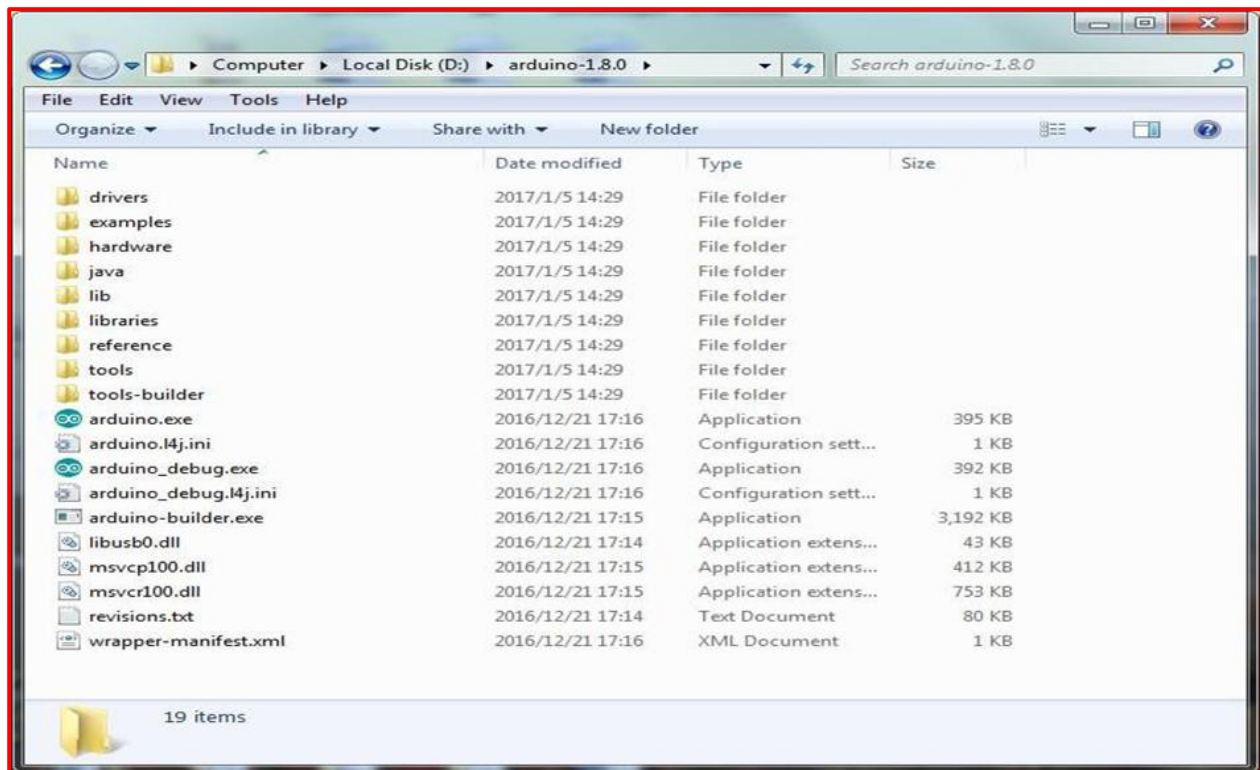 Computer Local Disk (D:) arduino-1.8.0 Search arduino-1.8.0
File Edit View Tools Help
Organize Include in library Share with New folder
Name Date modified Type Size
drivers 2017/1/5 14:29 File folder
examples 2017/1/5 14:29 File folder
hardware 2017/1/5 14:29 File folder
java 2017/1/5 14:29 File folder
lib 2017/1/5 14:29 File folder
libraries 2017/1/5 14:29 File folder
reference 2017/1/5 14:29 File folder
tools 2017/1/5 14:29 File folder
tools-builder 2017/1/5 14:29 File folder
arduino.exe 2016/12/21 17:16 Application 395 KB
arduino.l4j.ini 2016/12/21 17:16 Configuration sett... 1 KB
arduino_debug.exe 2016/12/21 17:16 Application 392 KB
arduino_debug.l4j.ini 2016/12/21 17:16 Configuration sett... 1 KB
arduino-builder.exe 2016/12/21 17:15 Application 3,192 KB
libusb0.dll 2016/12/21 17:14 Application extens... 43 KB
msvcp100.dll 2016/12/21 17:15 Application extens... 412 KB
msvcr100.dll 2016/12/21 17:15 Application extens... 753 KB
revisions.txt 2016/12/21 17:14 Text Document 80 KB
wrapper-manifest.xml 2016/12/21 17:16 XML Document 1 KB
19 items